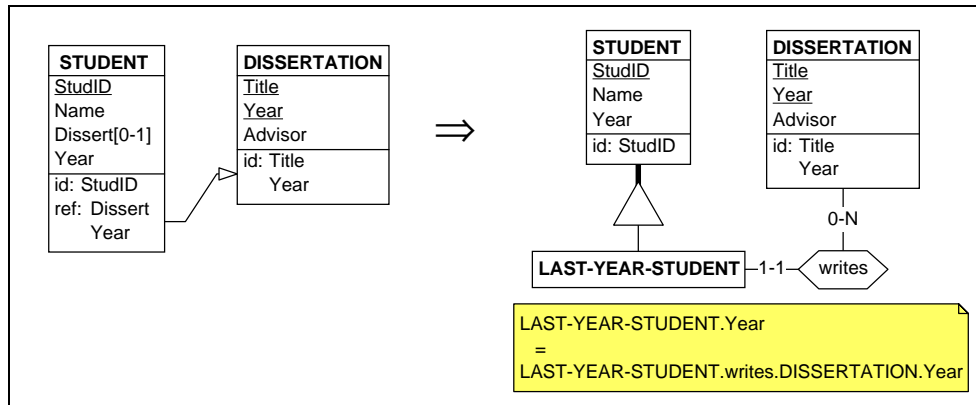 STUDENT
StudID
Name
Dissert[0-1]
Year
id: StudID
ref: Dissert
Year
DISSERTATION
Title
Year
Advisor
id: Title
Year
⇒
STUDENT
StudID
Name
Year
id: StudID
DISSERTATION
Title
Year
Advisor
id: Title
Year
0-N
LAST-YEAR-STUDENT
1-1
writes
LAST-YEAR-STUDENT.Year
=
LAST-YEAR-STUDENT.writes.DISSERTATION.Year